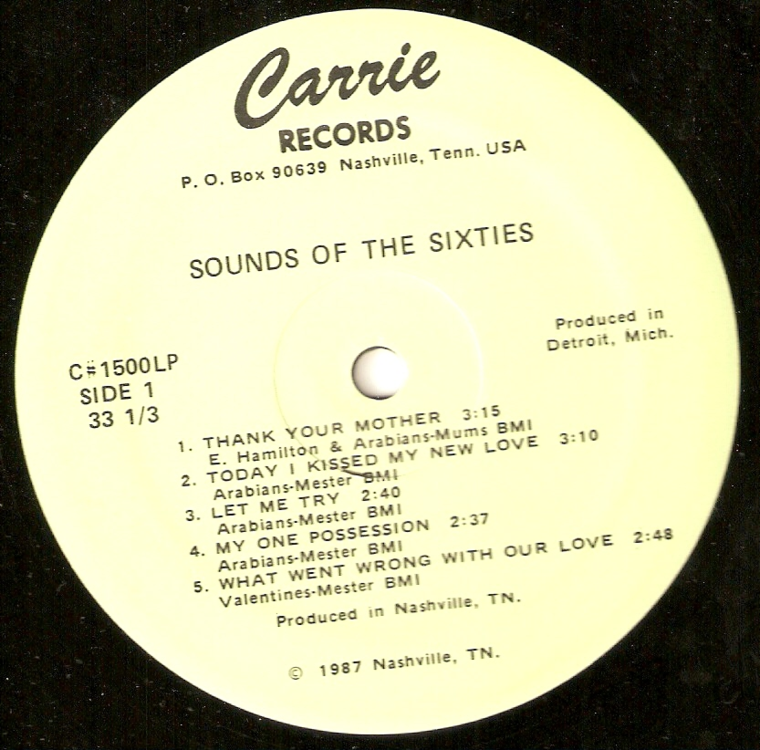 Carrie
RECORDS
P. O. Box 90639 Nashville, Tenn. USA
SOUNDS OF THE SIXTIES
Produced in
Detroit, Mich.
C#1500LP
SIDE 1
33 1/3
1. THANK YOUR MOTHER 3:15
E. Hamilton & Arabians-Mums BMI
2. TODAY I KISSED MY NEW LOVE 3:10
Arabians-Mester BMI
3. LET ME TRY 2:40
Arabians-Mester BMI
4. MY ONE POSSESSION 2:37
Arabians-Mester BMI
5. WHAT WENT WRONG WITH OUR LOVE 2:48
Valentines-Mester BMI
Produced in Nashville, TN.
© 1987 Nashville, TN.